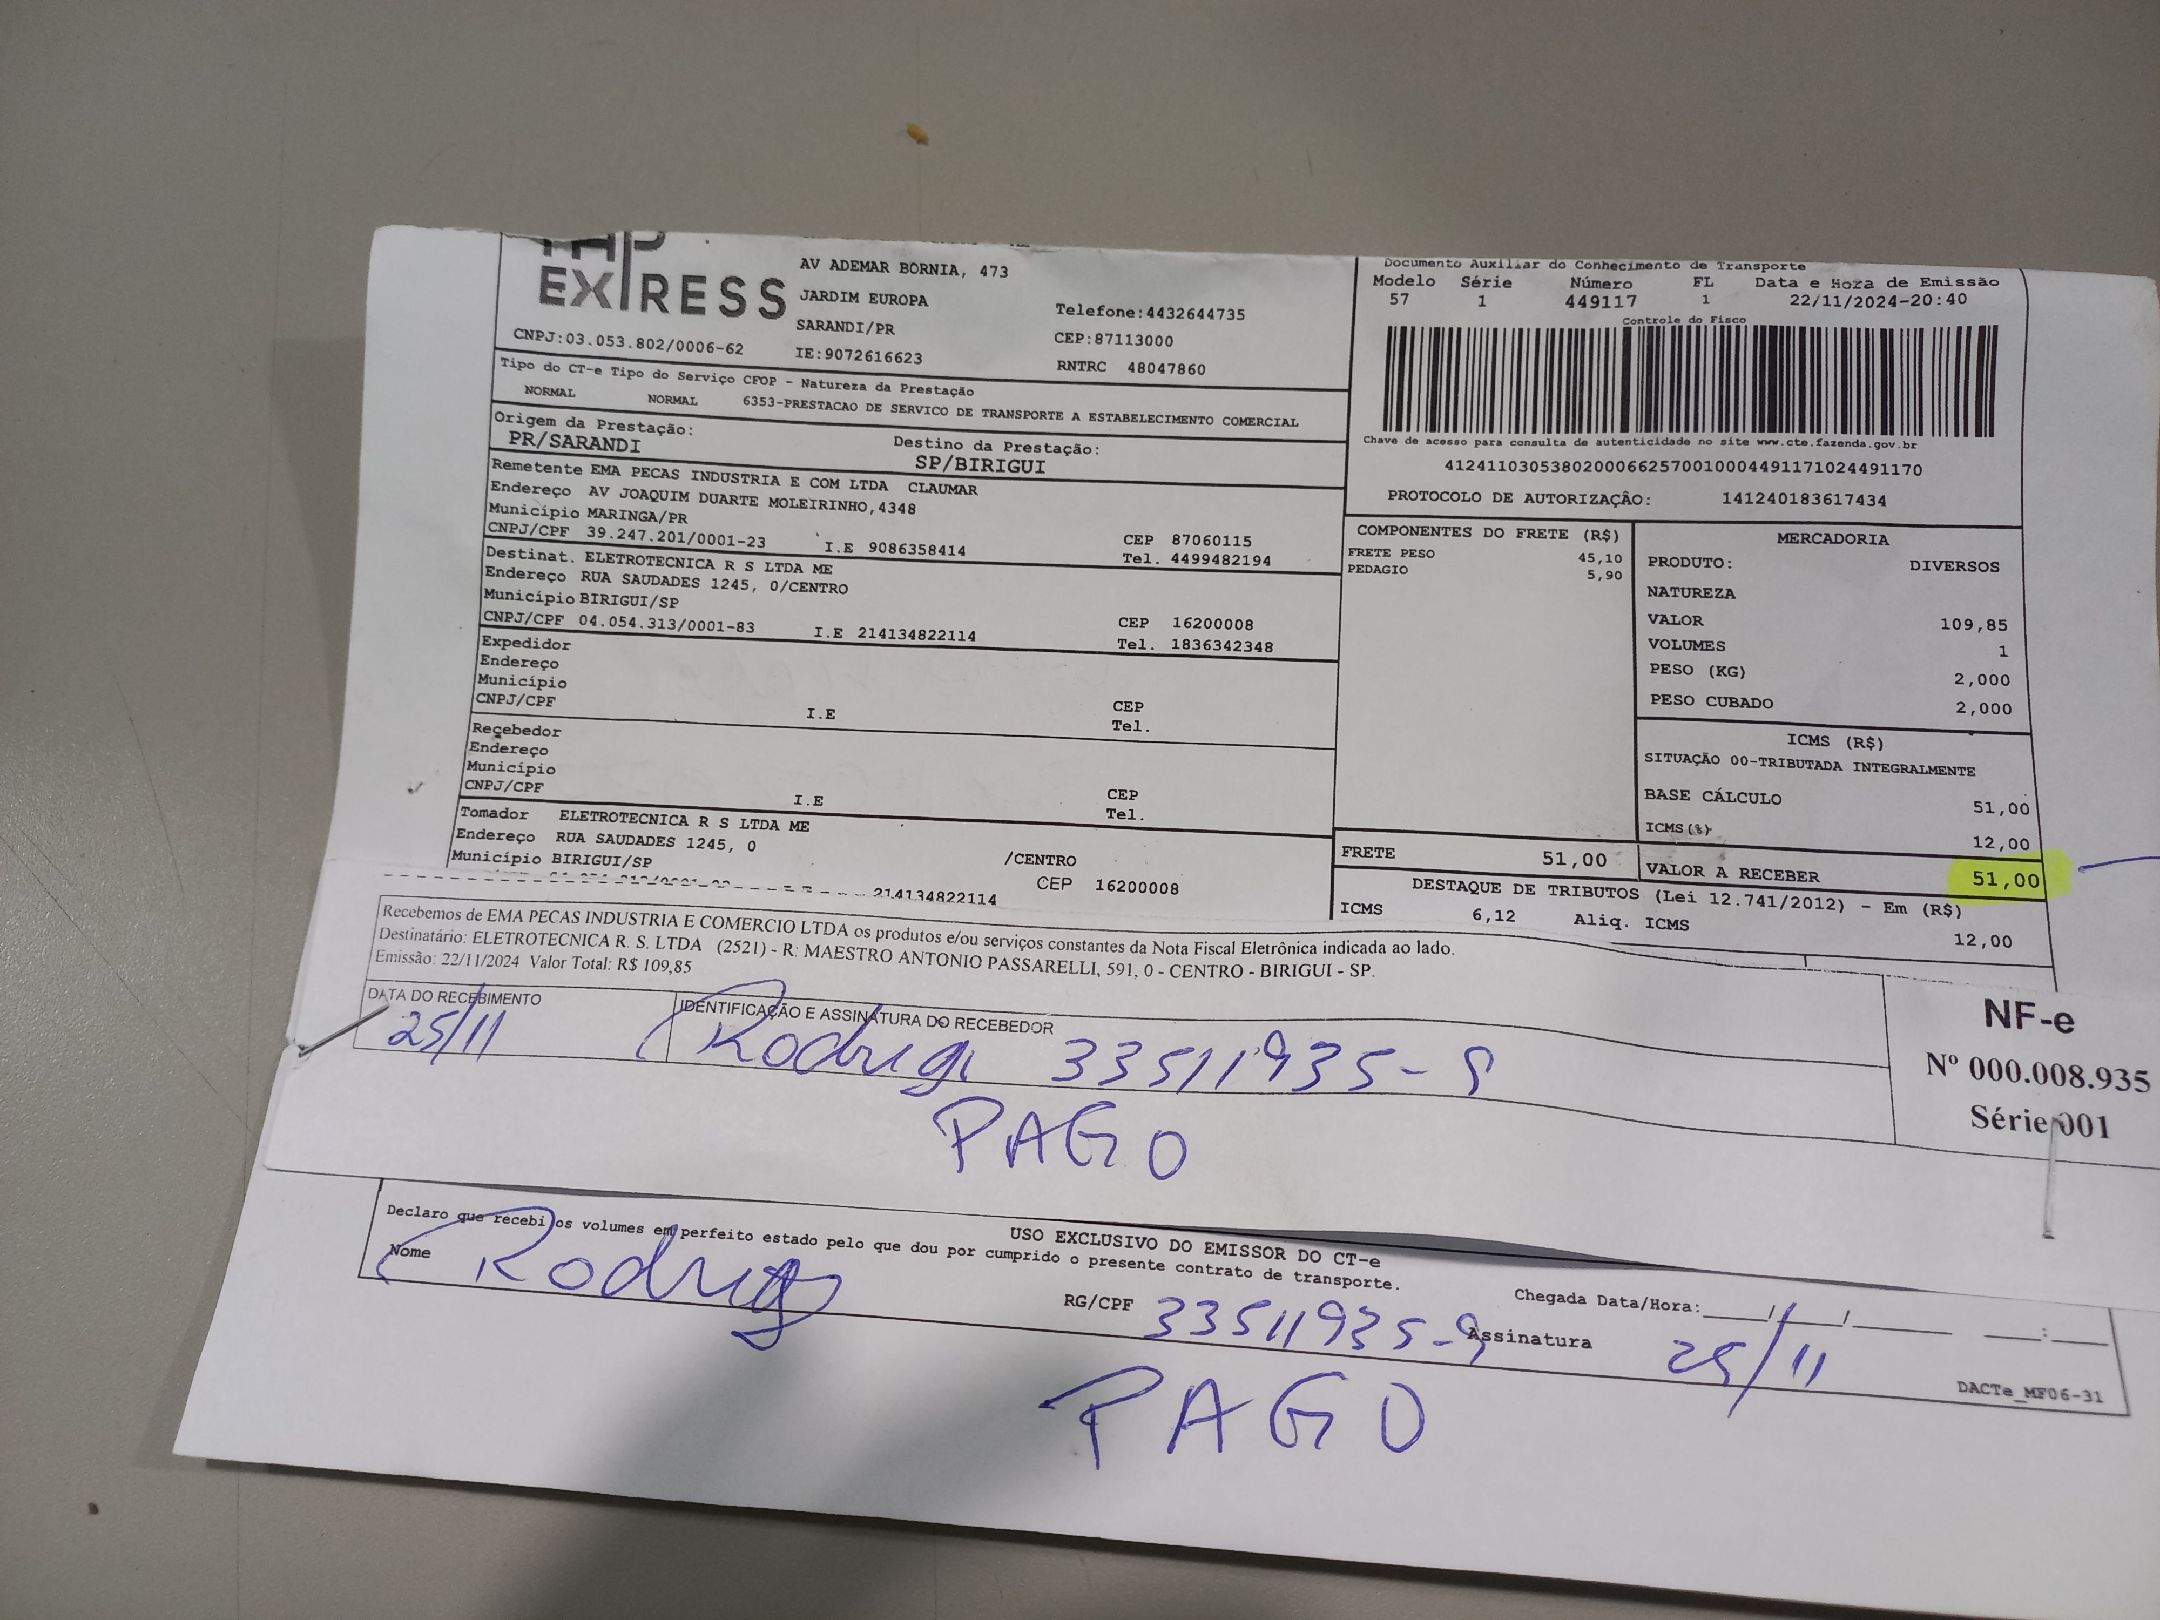 EXPRESS
CNPJ:03.053.802/0006-62
AV ADEMAR BORNIA, 473
JARDIM EUROPA
SARANDI/PR
IE:9072616623
Telefone:4432644735
CEP:87113000
RNTRC 48047860
Documento Auxiliar do Conhecimento de Transporte
Modelo Série Número FL Data e Hora de Emissão
57 1 449117 1 22/11/2024-20:40
Controle do Fisco
Chave de acesso para consulta de autenticidade no site www.cte.fazenda.gov.br
41241103053802000662570010004491171024491170
PROTOCOLO DE AUTORIZAÇÃO: 141240183617434
Tipo do CT-e Tipo do Serviço CFOP - Natureza da Prestação
NORMAL NORMAL 6353-PRESTACAO DE SERVICO DE TRANSPORTE A ESTABELECIMENTO COMERCIAL
Origem da Prestação: Destino da Prestação:
PR/SARANDI SP/BIRIGUI
Remetente EMA PECAS INDUSTRIA E COM LTDA CLAUMAR
Endereço AV JOAQUIM DUARTE MOLEIRINHO,4348
Município MARINGA/PR CEP 87060115
CNPJ/CPF 39.247.201/0001-23 I.E 9086358414 Tel. 4499482194
Destinat. ELETROTECNICA R S LTDA ME
Endereço RUA SAUDADES 1245, 0/CENTRO
Município BIRIGUI/SP CEP 16200008
CNPJ/CPF 04.054.313/0001-83 I.E 214134822114 Tel. 1836342348
Expedidor
Endereço
Município CEP
CNPJ/CPF I.E Tel.
Recebedor
Endereço
Município CEP
CNPJ/CPF I.E Tel.
Tomador ELETROTECNICA R S LTDA ME
Endereço RUA SAUDADES 1245, 0 /CENTRO
Município BIRIGUI/SP CEP 16200008
214134822114
COMPONENTES DO FRETE (R$)
FRETE PESO 45,10
PEDAGIO 5,90
MERCADORIA
PRODUTO: DIVERSOS
NATUREZA
VALOR 109,85
VOLUMES 1
PESO (KG) 2,000
PESO CUBADO 2,000
ICMS (R$)
SITUAÇÃO 00-TRIBUTADA INTEGRALMENTE
BASE CÁLCULO 51,00
ICMS(%) 12,00
FRETE 51,00 VALOR A RECEBER 51,00
DESTAQUE DE TRIBUTOS (Lei 12.741/2012) - Em (R$)
ICMS 6,12 Aliq. ICMS 12,00
Recebemos de EMA PECAS INDUSTRIA E COMERCIO LTDA os produtos e/ou serviços constantes da Nota Fiscal Eletrônica indicada ao lado.
Destinatário: ELETROTECNICA R. S. LTDA (2521) - R: MAESTRO ANTONIO PASSARELLI, 591, 0 - CENTRO - BIRIGUI - SP.
Emissão: 22/11/2024 Valor Total: R$ 109,85
DATA DO RECEBIMENTO IDENTIFICAÇÃO E ASSINATURA DO RECEBEDOR
25/11 Rodrigo 33511935-9
NF-e
Nº 000.008.935
Série 001
PAGO
USO EXCLUSIVO DO EMISSOR DO CT-e
Declaro que recebi os volumes em perfeito estado pelo que dou por cumprido o presente contrato de transporte.
Nome Rodrigo RG/CPF 33511935-9 Assinatura 25/11
Chegada Data/Hora:____/____/______ ____:____
DACTe_MF06-31
PAGO